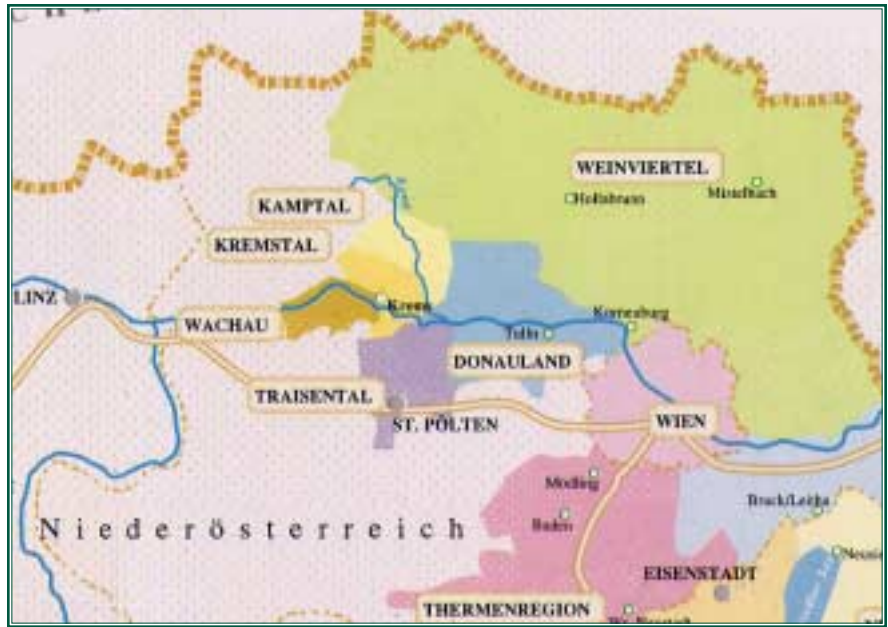 WEINVIERTEL
Hollabrunn
Mistelbach
KAMPTAL
KREMSTAL
LINZ
Krems
WACHAU
Korneuburg
Tulln
DONAULAND
TRAISENTAL
ST. PÖLTEN
WIEN
Mödling
Bruck/Leitha
Baden
Niederösterreich
EISENSTADT
THERMENREGION